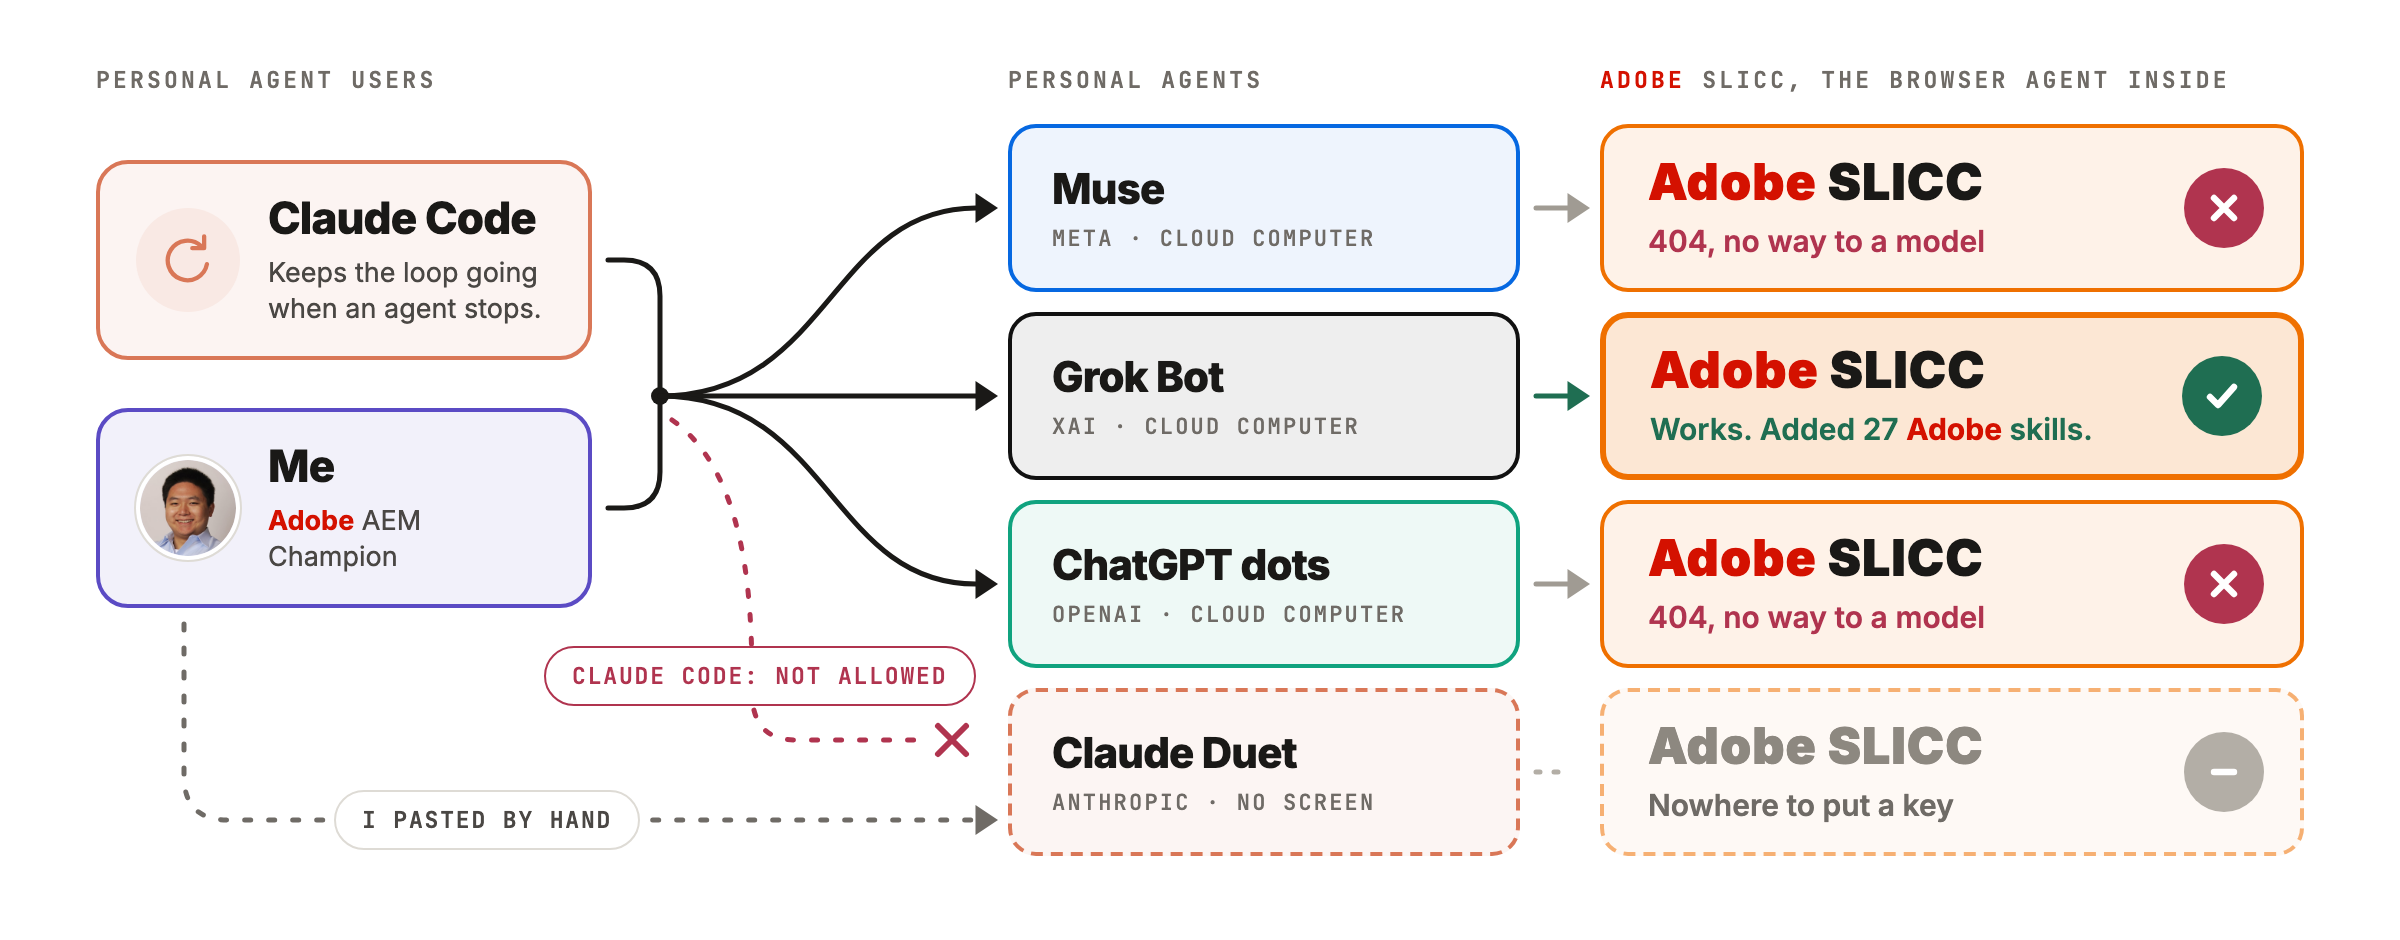 PERSONAL AGENT USERS
PERSONAL AGENTS
ADOBE SLICC, THE BROWSER AGENT INSIDE
Claude Code
Keeps the loop going
when an agent stops.
Me
Adobe AEM
Champion
CLAUDE CODE: NOT ALLOWED
I PASTED BY HAND
Muse
META · CLOUD COMPUTER
Grok Bot
XAI · CLOUD COMPUTER
ChatGPT dots
OPENAI · CLOUD COMPUTER
Claude Duet
ANTHROPIC · NO SCREEN
Adobe SLICC
404, no way to a model
Adobe SLICC
Works. Added 27 Adobe skills.
Adobe SLICC
404, no way to a model
Adobe SLICC
Nowhere to put a key